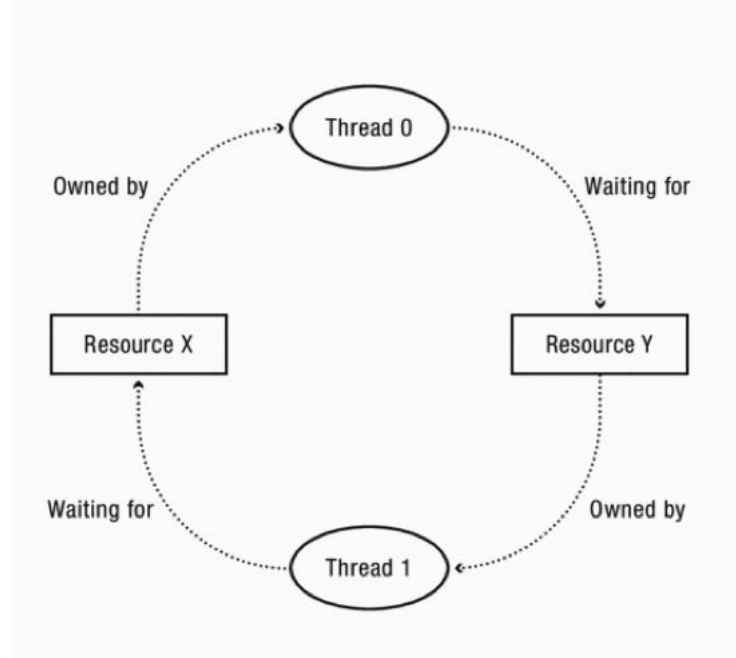 Thread 0
Owned by
Waiting for
Resource X
Resource Y
Waiting for
Owned by
Thread 1